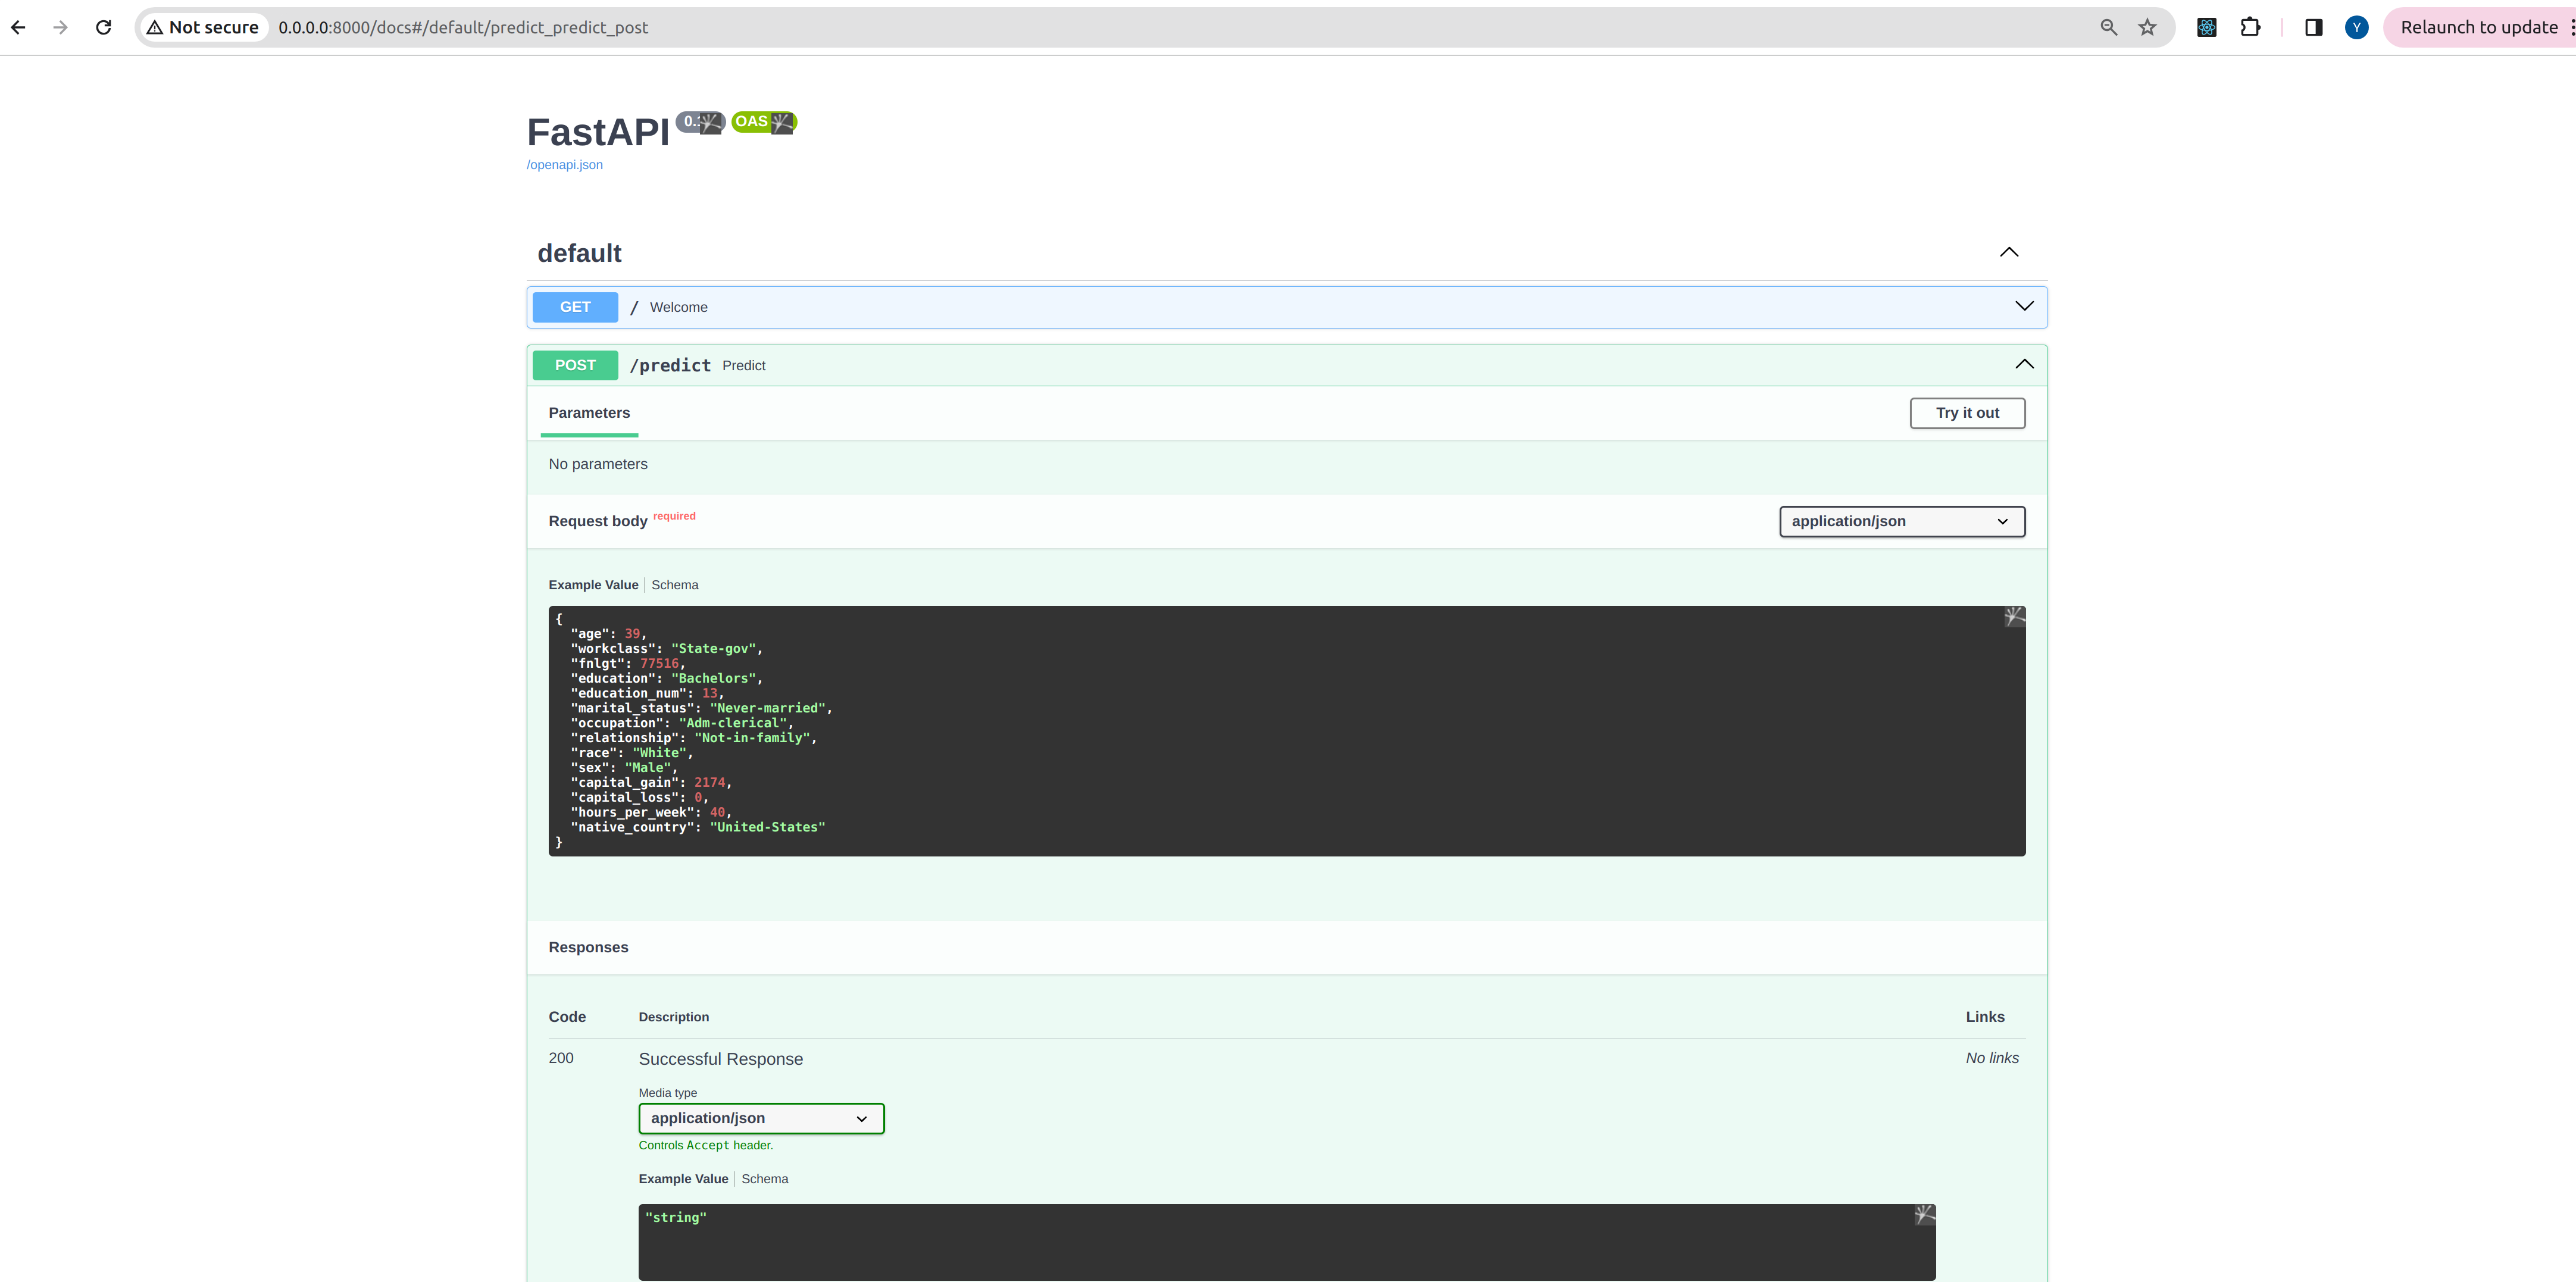 Not secure 0.0.0.0:8000/docs#/default/predict_predict_post Y Relaunch to update
FastAPI OAS
/openapi.json
default
GET / Welcome
POST /predict Predict
Parameters Try it out
No parameters
Request body required application/json
Example Value Schema
{
"age": 39,
"workclass": "State-gov",
"fnlgt": 77516,
"education": "Bachelors",
"education_num": 13,
"marital_status": "Never-married",
"occupation": "Adm-clerical",
"relationship": "Not-in-family",
"race": "White",
"sex": "Male",
"capital_gain": 2174,
"capital_loss": 0,
"hours_per_week": 40,
"native_country": "United-States"
}
Responses
Code Description Links
200 Successful Response No links
Media type
application/json
Controls Accept header.
Example Value Schema
"string"